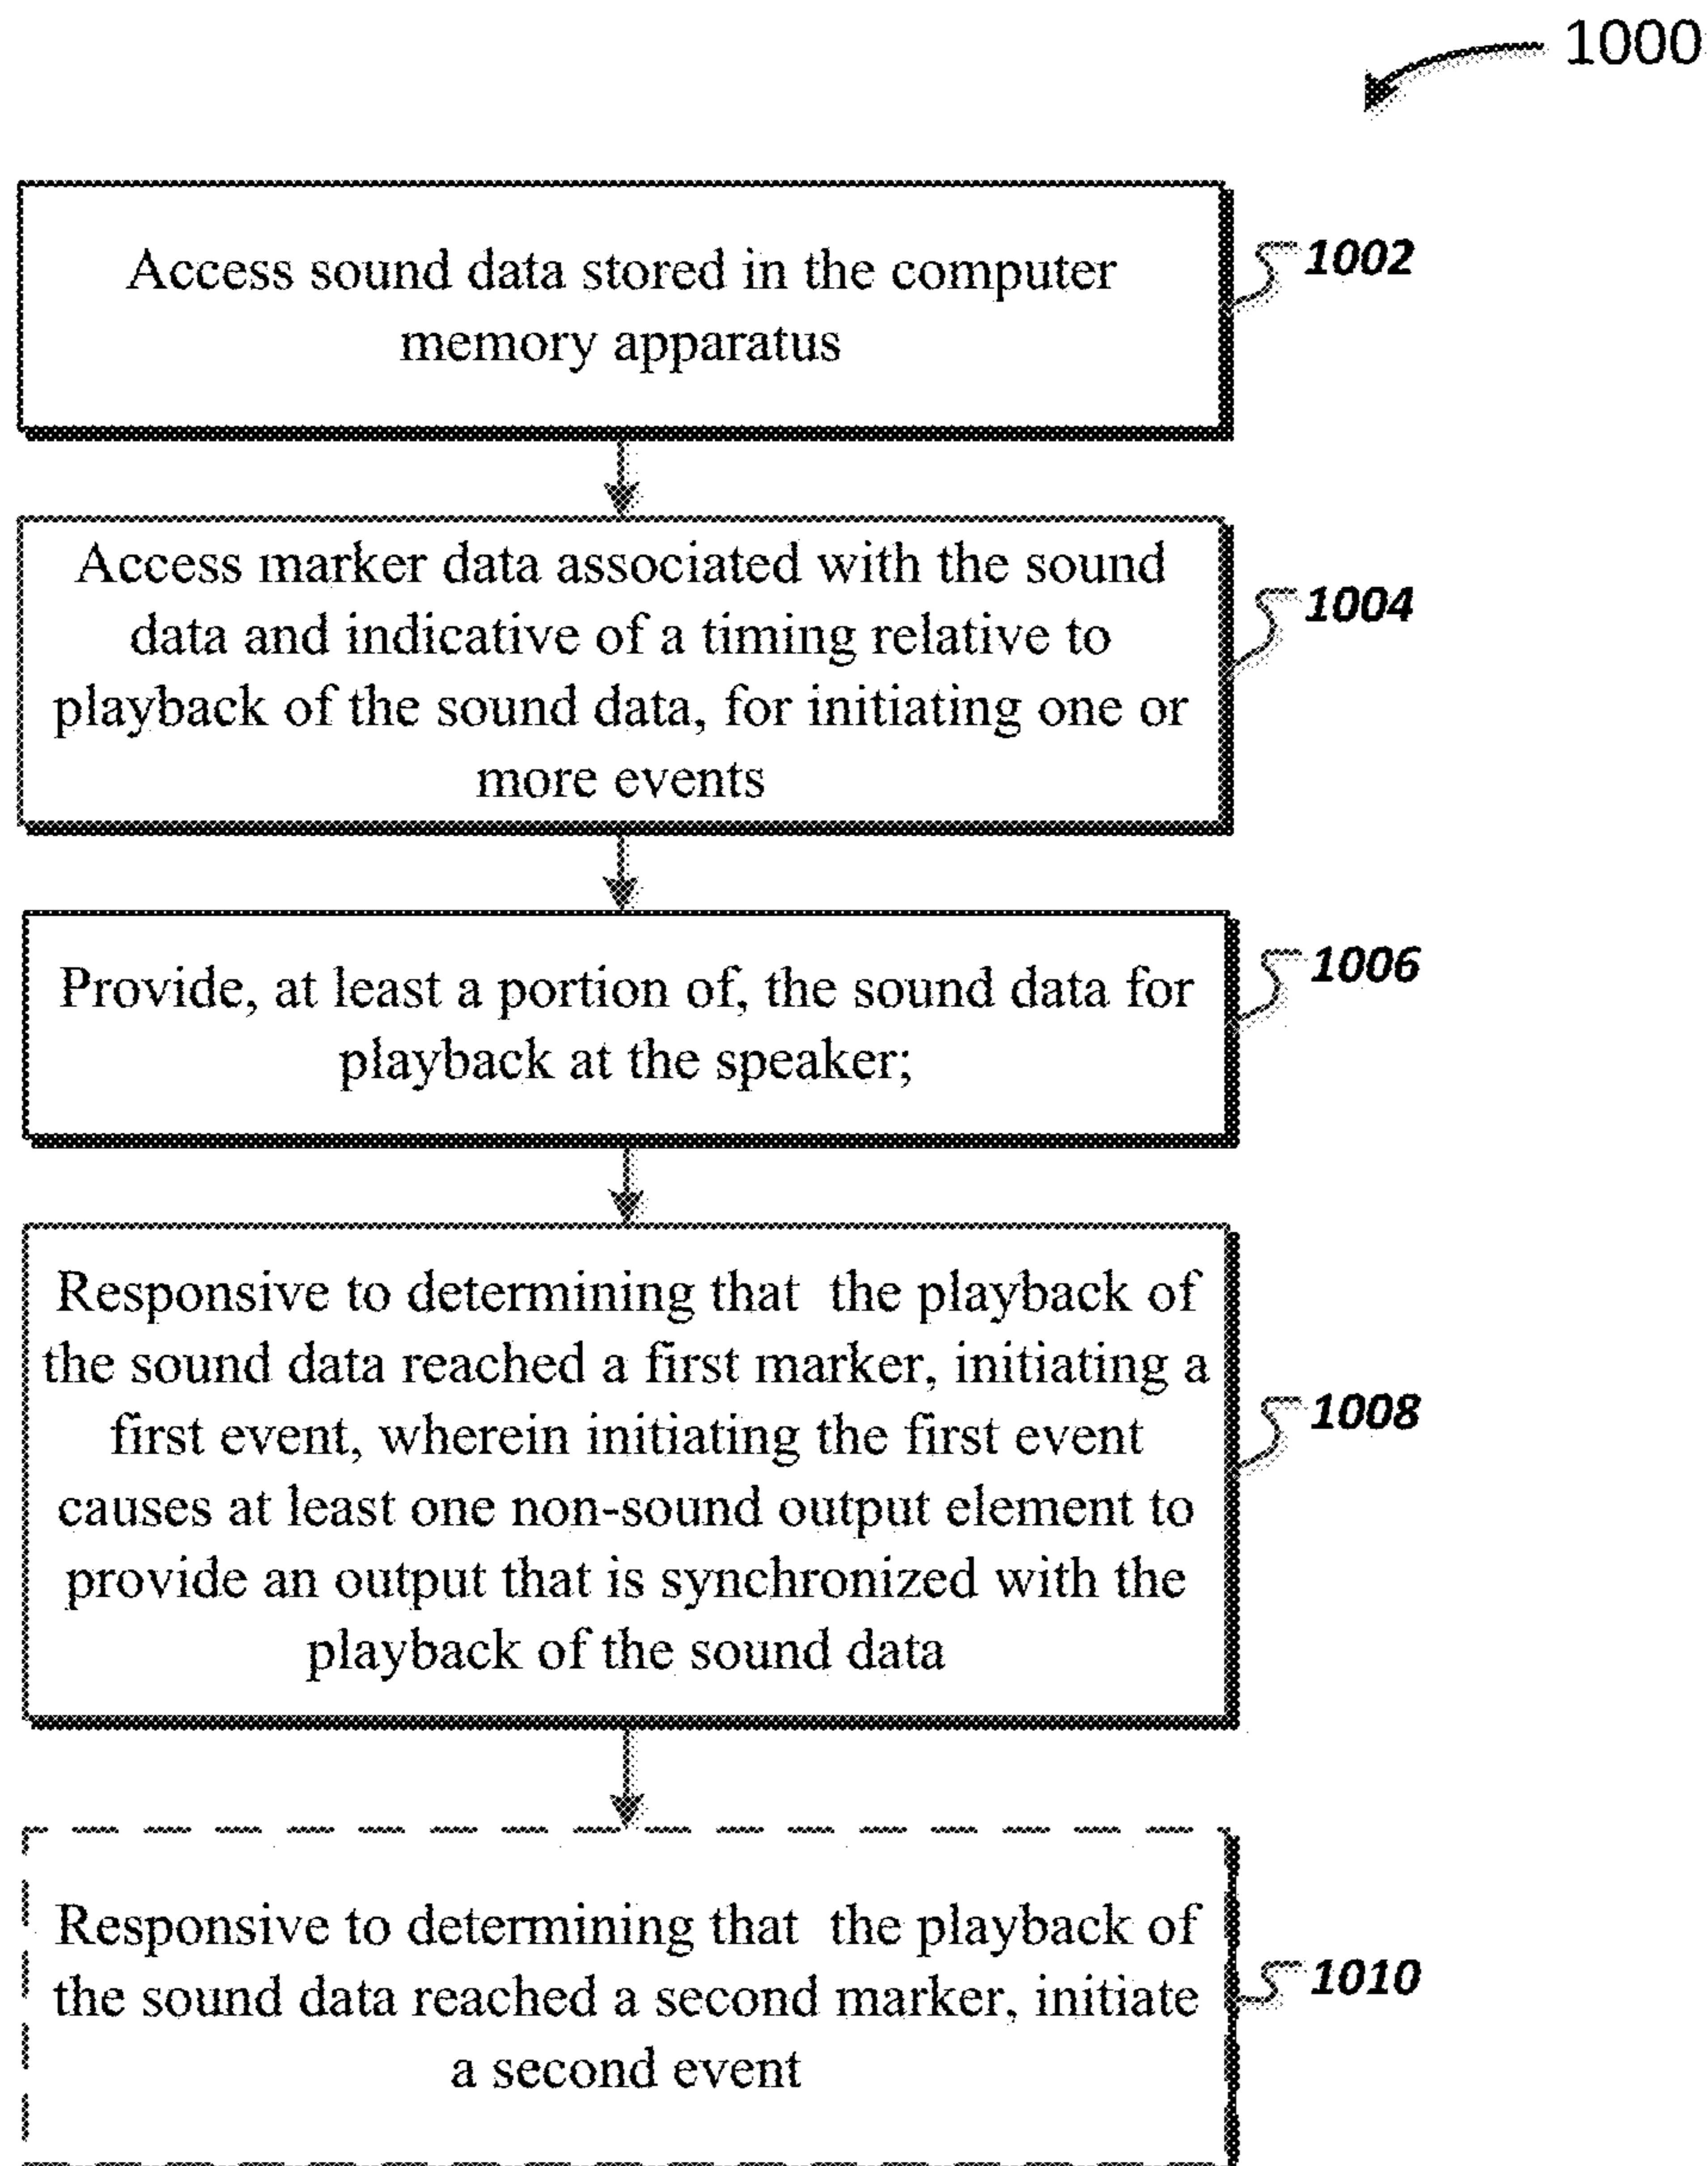 1000
Access sound data stored in the computer
memory apparatus
1002
Access marker data associated with the sound
data and indicative of a timing relative to
playback of the sound data, for initiating one or
more events
1004
Provide, at least a portion of, the sound data for
playback at the speaker;
1006
Responsive to determining that the playback of
the sound data reached a first marker, initiating a
first event, wherein initiating the first event
causes at least one non-sound output element to
provide an output that is synchronized with the
playback of the sound data
1008
Responsive to determining that the playback of
the sound data reached a second marker, initiate
a second event
1010